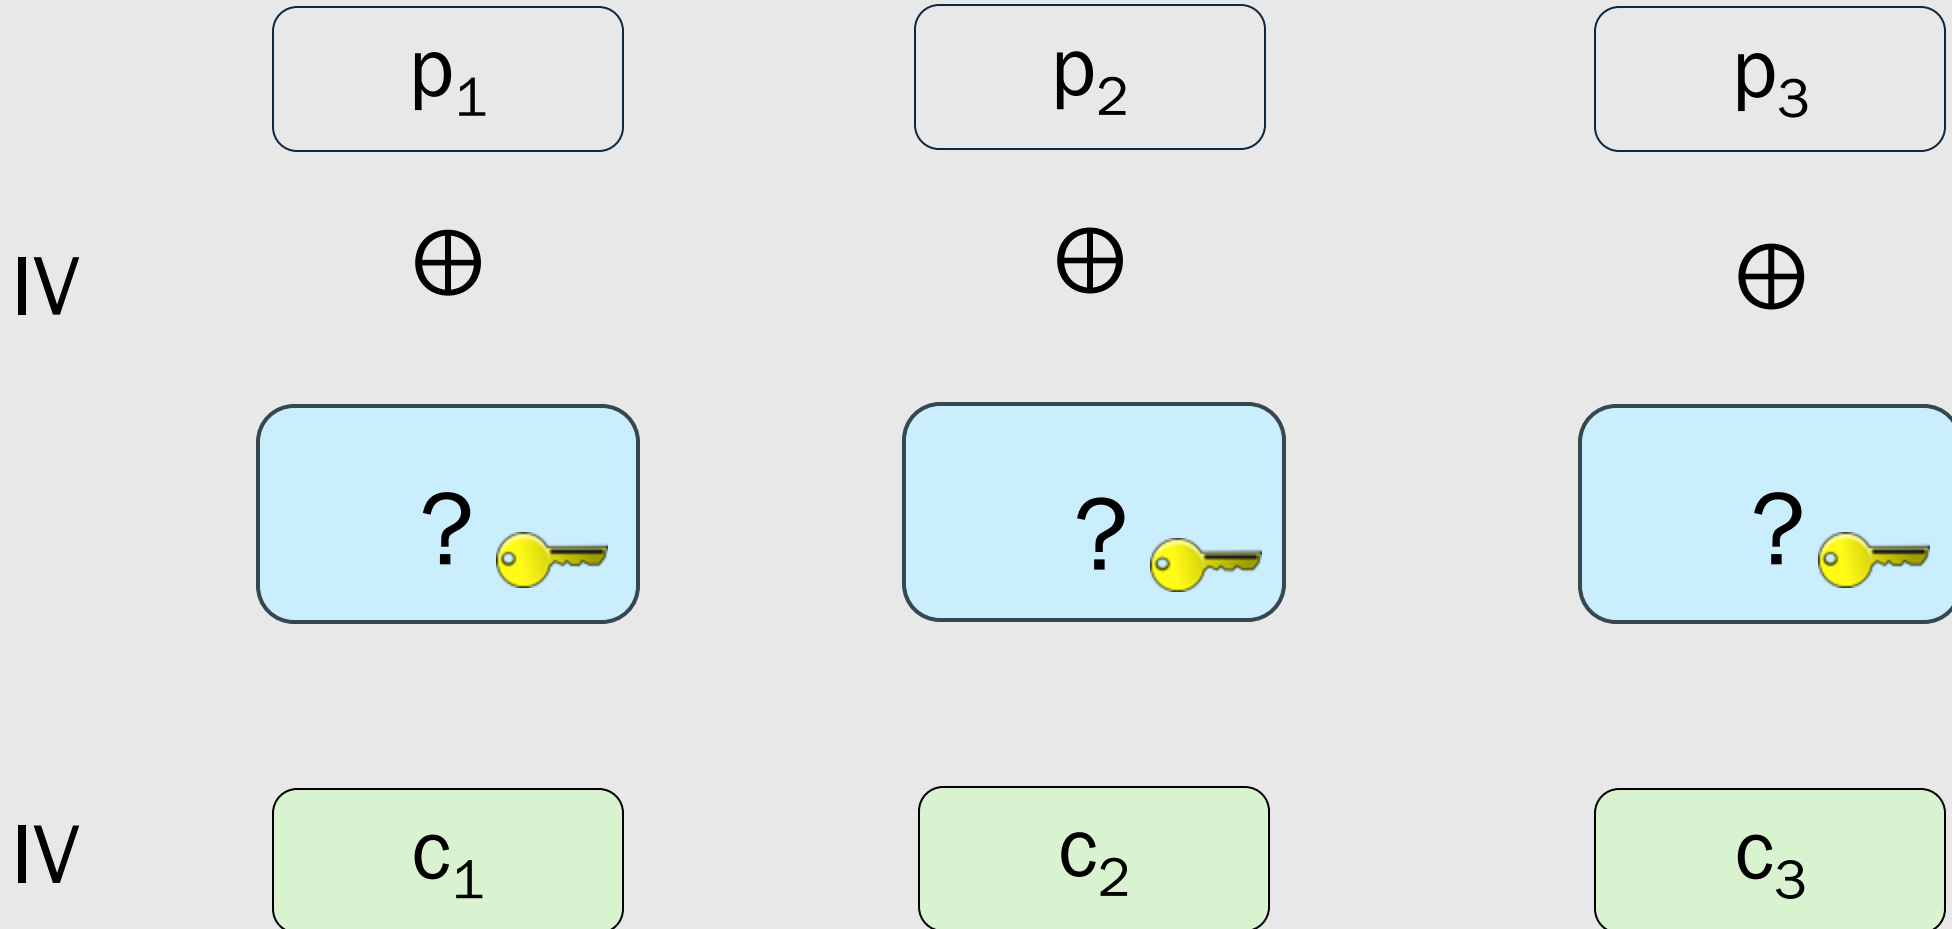 p₁ p₂ p₃
IV ⊕ ⊕ ⊕
? ? ?
IV c₁ c₂ c₃